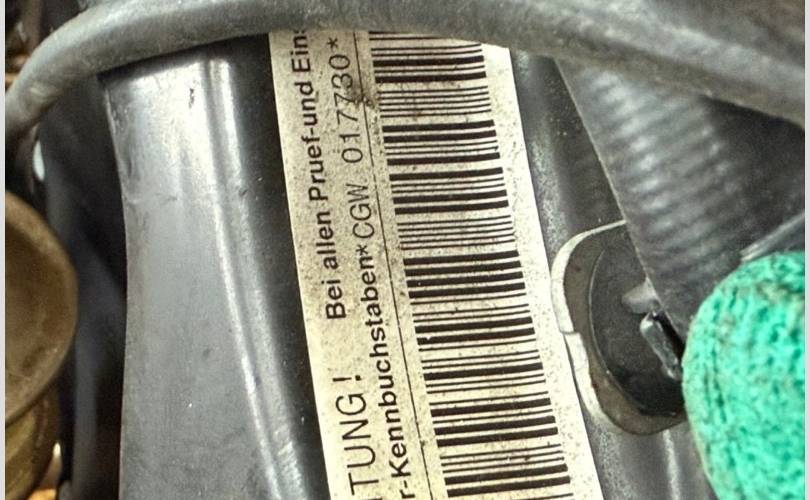 TUNG! Bei allen Pruef-und Ein
r-Kennbuchstaben*CGW 017730*